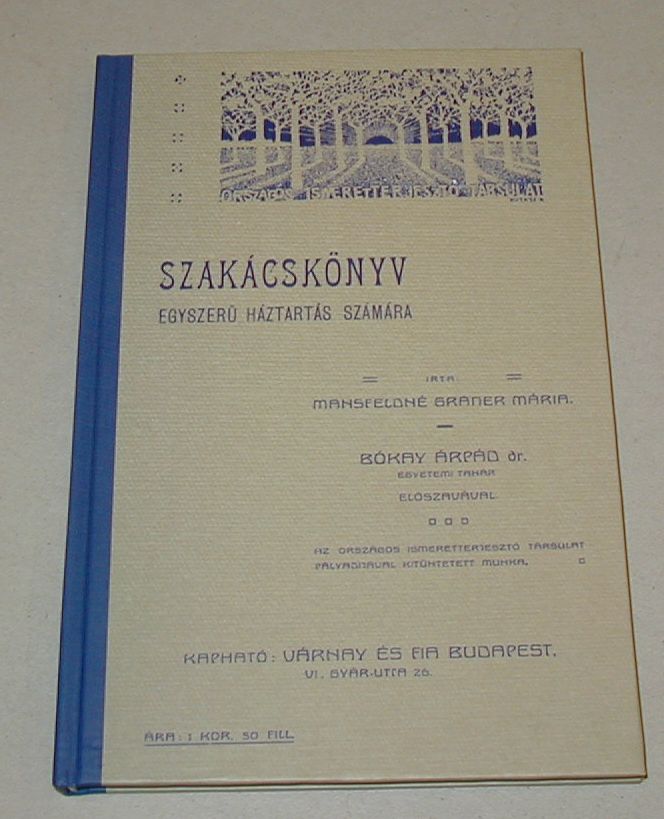 ORSZÁGOS ISMERETTERJESZTŐ TÁRSULAT
SZAKÁCSKÖNYV
EGYSZERŰ HÁZTARTÁS SZÁMÁRA
IRTA
MANSFELDNÉ GRANER MÁRIA.
BÓKAY ÁRPÁD dr.
EGYETEMI TANÁR
ELŐSZAVÁVAL.
AZ ORSZÁGOS ISMERETTERJESZTŐ TÁRSULAT
PÁLYADÍJÁVAL KITÜNTETETT MUNKA.
KAPHATÓ: VÁRNAY ÉS FIA BUDAPEST,
VI. GYÁR-UTCA 26.
ÁRA: 1 KOR. 50 FILL.